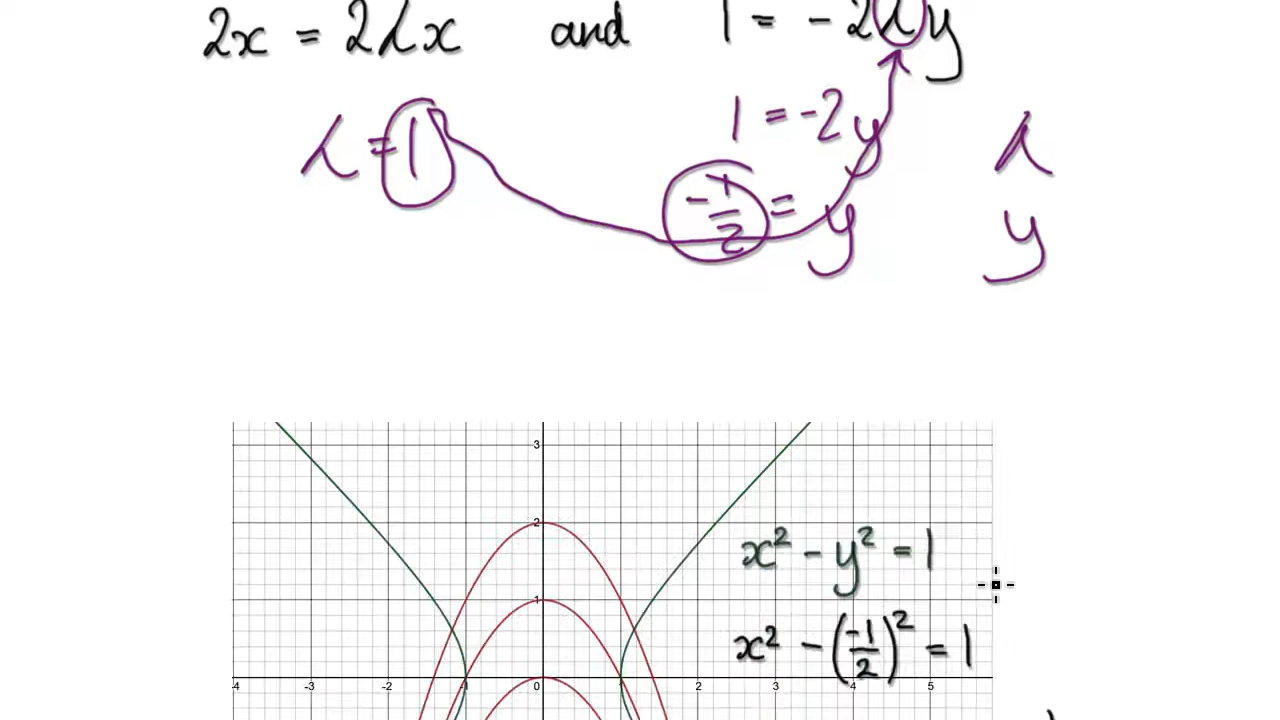 2x = 2λx and 1 = -2λy
λ = 1
1 = -2y
λ
-1/2 = y
y
3
2
x² - y² = 1
1
x² - (-1/2)² = 1
-4 -3 -2 0 2 3 4 5